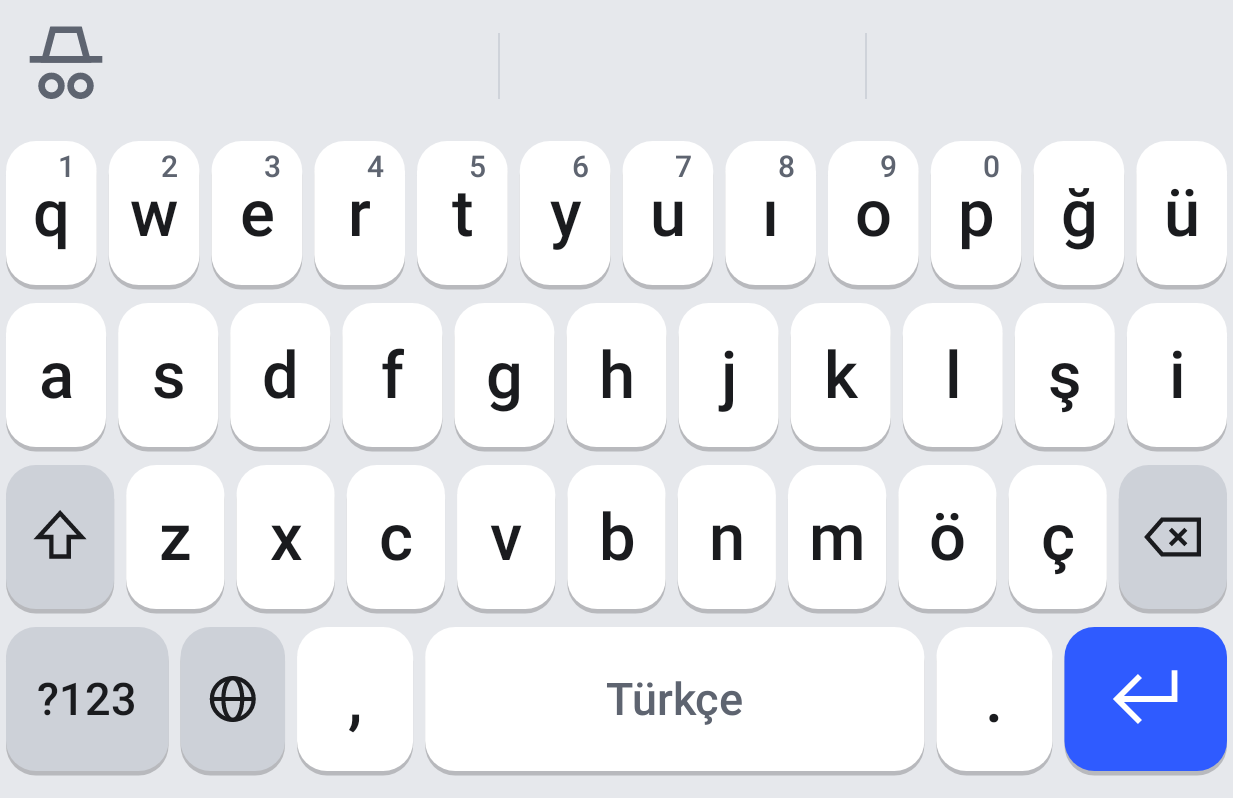 1 2 3 4 5 6 7 8 9 0
q w e r t y u ı o p ğ ü
a s d f g h j k l ş i
z x c v b n m ö ç
?123 , Türkçe .